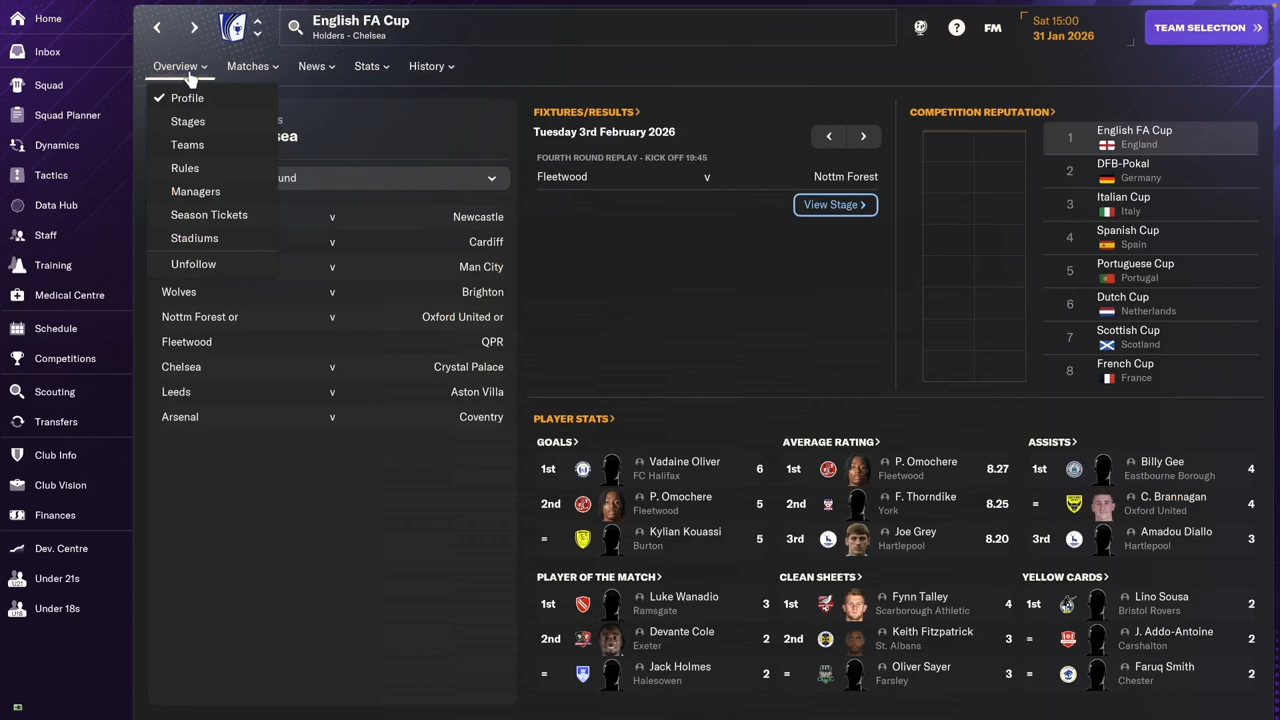 Home
Inbox
Squad
Squad Planner
Dynamics
Tactics
Data Hub
Staff
Training
Medical Centre
Schedule
Competitions
Scouting
Transfers
Club Info
Club Vision
Finances
Dev. Centre
Under 21s
Under 18s
English FA Cup
Holders - Chelsea
FM
Sat 15:00
31 Jan 2026
TEAM SELECTION
Overview
Matches
News
Stats
History
Profile
Stages
Teams
Rules
Managers
Season Tickets
Stadiums
Unfollow
v Newcastle
v Cardiff
v Man City
Wolves v Brighton
Nottm Forest or v Oxford United or
Fleetwood QPR
Chelsea v Crystal Palace
Leeds v Aston Villa
Arsenal v Coventry
FIXTURES/RESULTS
Tuesday 3rd February 2026
FOURTH ROUND REPLAY - KICK OFF 19:45
Fleetwood v Nottm Forest
View Stage
COMPETITION REPUTATION
1 English FA Cup
England
2 DFB-Pokal
Germany
3 Italian Cup
Italy
4 Spanish Cup
Spain
5 Portuguese Cup
Portugal
6 Dutch Cup
Netherlands
7 Scottish Cup
Scotland
8 French Cup
France
PLAYER STATS
GOALS
1st Vadaine Oliver 6
FC Halifax
2nd P. Omochere 5
Fleetwood
= Kylian Kouassi 5
Burton
AVERAGE RATING
1st P. Omochere 8.27
Fleetwood
2nd F. Thorndike 8.25
York
3rd Joe Grey 8.20
Hartlepool
ASSISTS
1st Billy Gee 4
Eastbourne Borough
= C. Brannagan 4
Oxford United
3rd Amadou Diallo 3
Hartlepool
PLAYER OF THE MATCH
1st Luke Wanadio 3
Ramsgate
2nd Devante Cole 2
Exeter
= Jack Holmes 2
Halesowen
CLEAN SHEETS
1st Fynn Talley 4
Scarborough Athletic
2nd Keith Fitzpatrick 3
St. Albans
= Oliver Sayer 3
Farsley
YELLOW CARDS
1st Lino Sousa 2
Bristol Rovers
= J. Addo-Antoine 2
Carshalton
= Faruq Smith 2
Chester